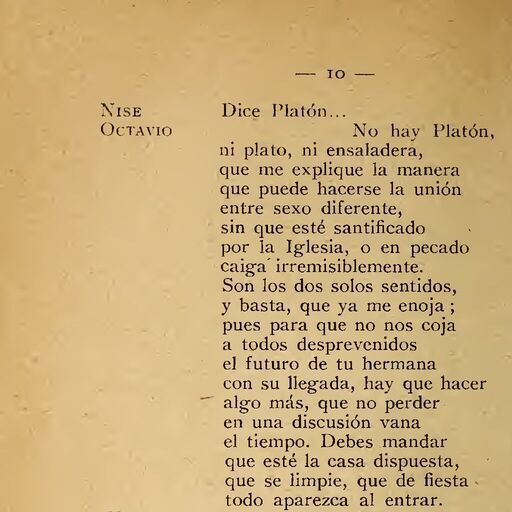 — 10 —
NISE Dice Platón...
OCTAVIO No hay Platón,
ni plato, ni ensaladera,
que me explique la manera
que puede hacerse la unión
entre sexo diferente,
sin que esté santificado
por la Iglesia, o en pecado
caiga irremisiblemente.
Son los dos solos sentidos,
y basta, que ya me enoja;
pues para que no nos coja
a todos desprevenidos
el futuro de tu hermana
con su llegada, hay que hacer
algo más, que no perder
en una discusión vana
el tiempo. Debes mandar
que esté la casa dispuesta,
que se limpie, que de fiesta
todo aparezca al entrar.